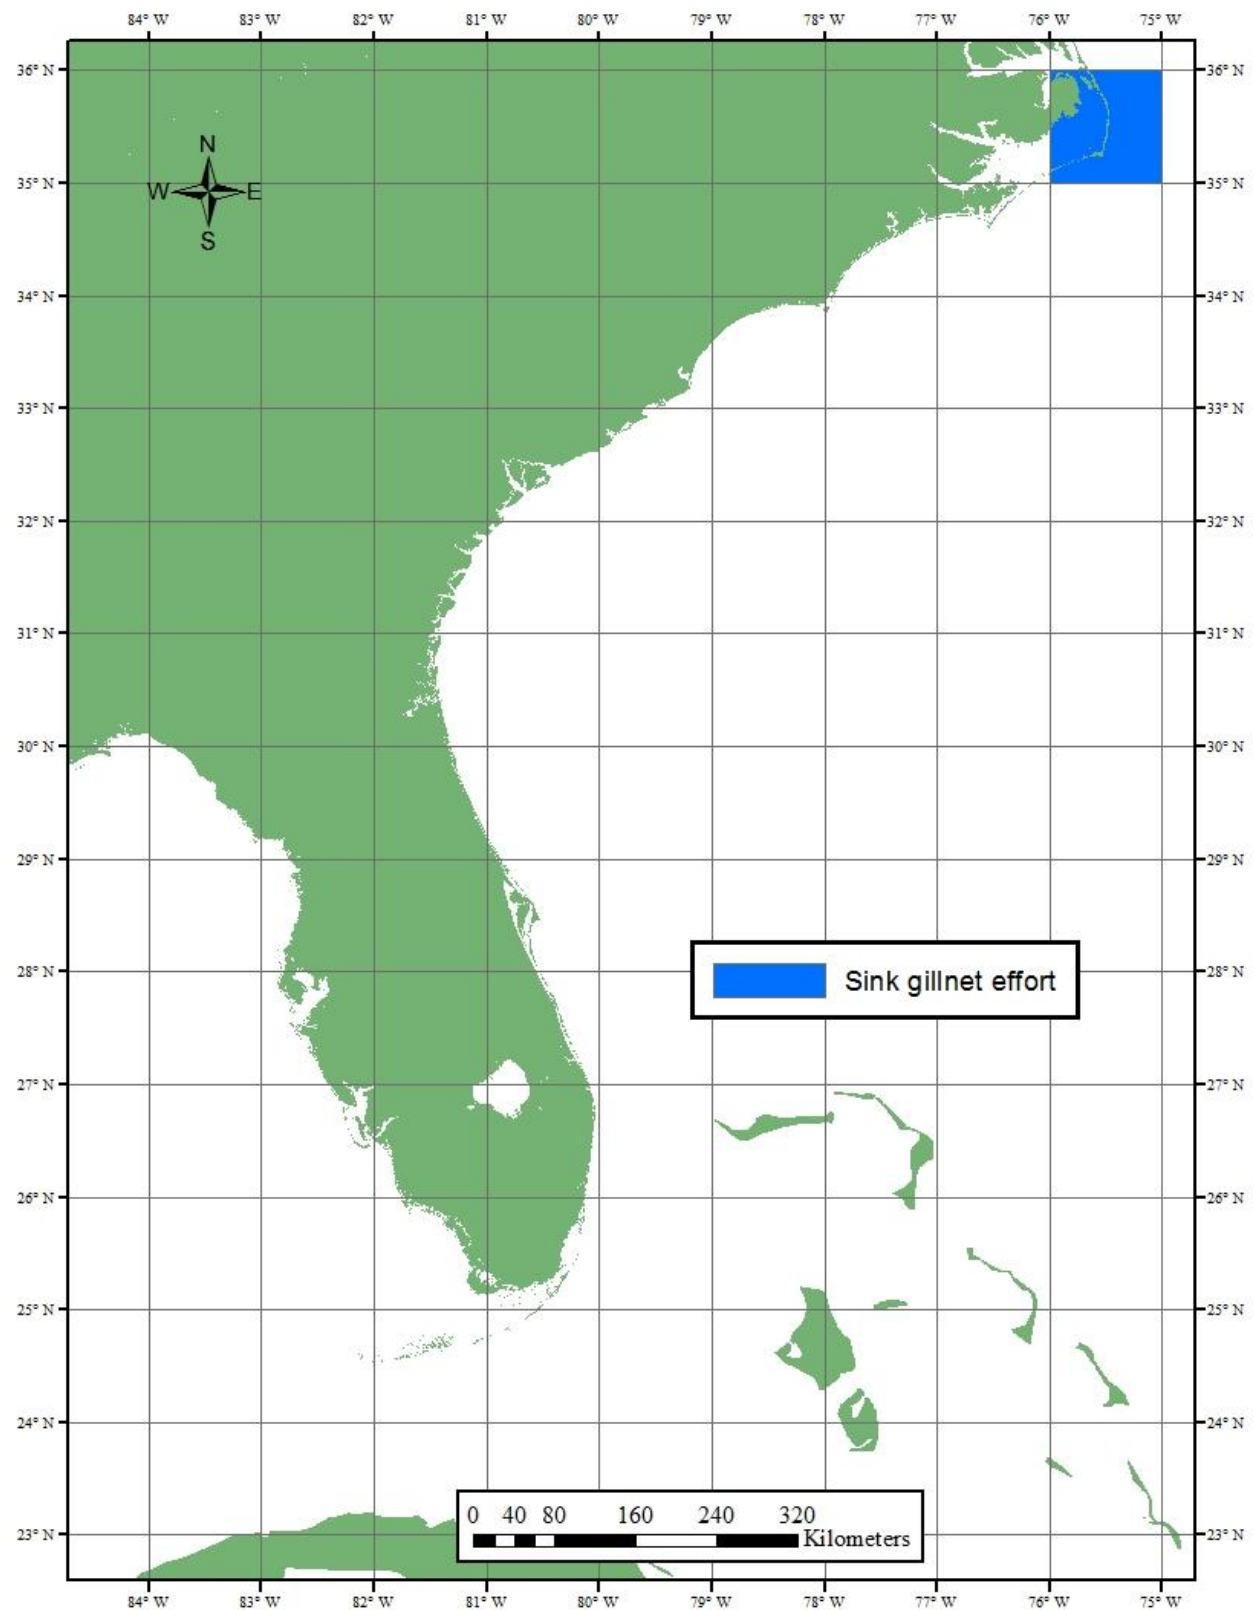 84° W 83° W 82° W 81° W 80° W 79° W 78° W 77° W 76° W 75° W
36° N 36° N
N
W E
S
35° N 35° N
34° N 34° N
33° N 33° N
32° N 32° N
31° N 31° N
30° N 30° N
29° N 29° N
28° N 28° N
Sink gillnet effort
27° N 27° N
26° N 26° N
25° N 25° N
24° N 24° N
0 40 80 160 240 320
Kilometers
23° N 23° N
84° W 83° W 82° W 81° W 80° W 79° W 78° W 77° W 76° W 75° W